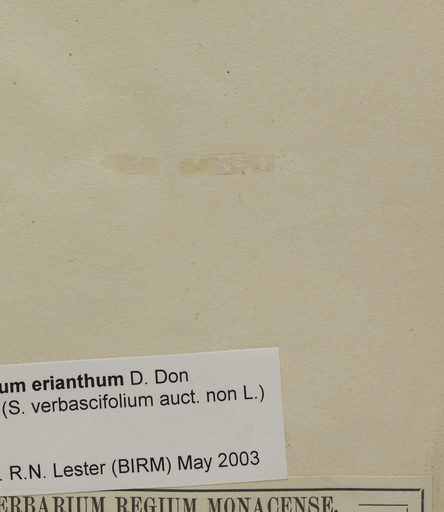 um erianthum D. Don
(S. verbascifolium auct. non L.)
. R.N. Lester (BIRM) May 2003
ERBARIUM REGIUM MONACENSE.